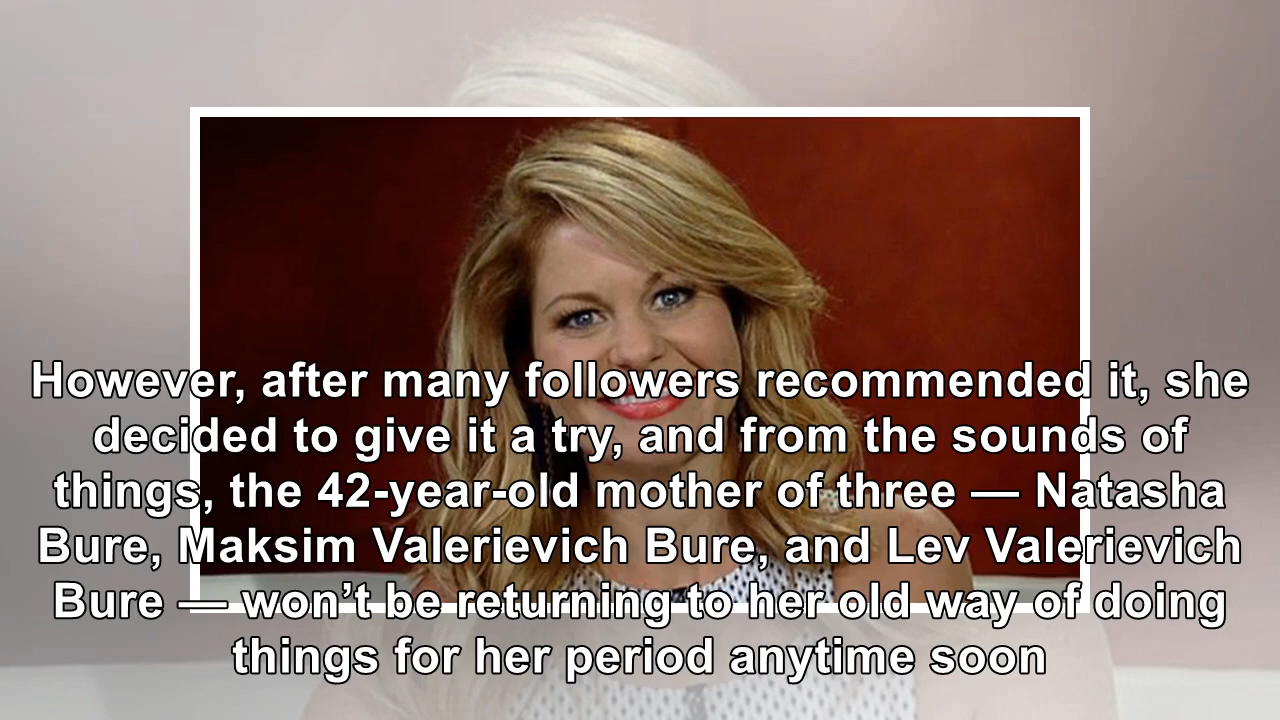 However, after many followers recommended it, she
decided to give it a try, and from the sounds of
things, the 42-year-old mother of three — Natasha
Bure, Maksim Valerievich Bure, and Lev Valerievich
Bure — won’t be returning to her old way of doing
things for her period anytime soon